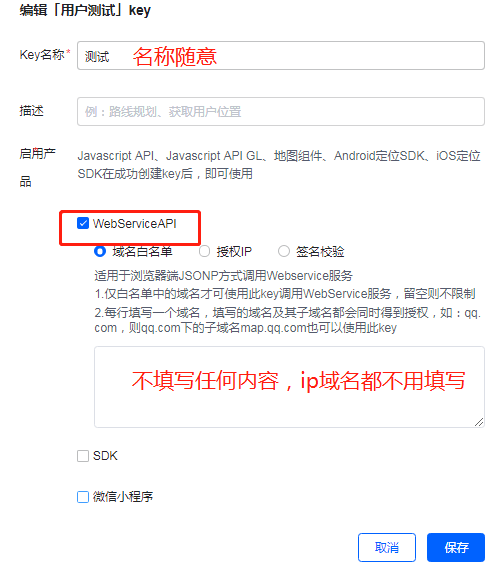 编辑「用户测试」key
Key名称* 测试 名称随意
描述 例：路线规划、获取用户位置
启用产品 Javascript API、Javascript API GL、地图组件、Android定位SDK、iOS定位
SDK在成功创建key后，即可使用
WebServiceAPI
域名白名单 授权IP 签名校验
适用于浏览器端JSONP方式调用Webservice服务
1.仅白名单中的域名才可使用此key调用WebService服务，留空则不限制
2.每行填写一个域名，填写的域名及其子域名都会同时得到授权，如：qq.
com，则qq.com下的子域名map.qq.com也可以使用此key
不填写任何内容，ip域名都不用填写
SDK
微信小程序
取消 保存